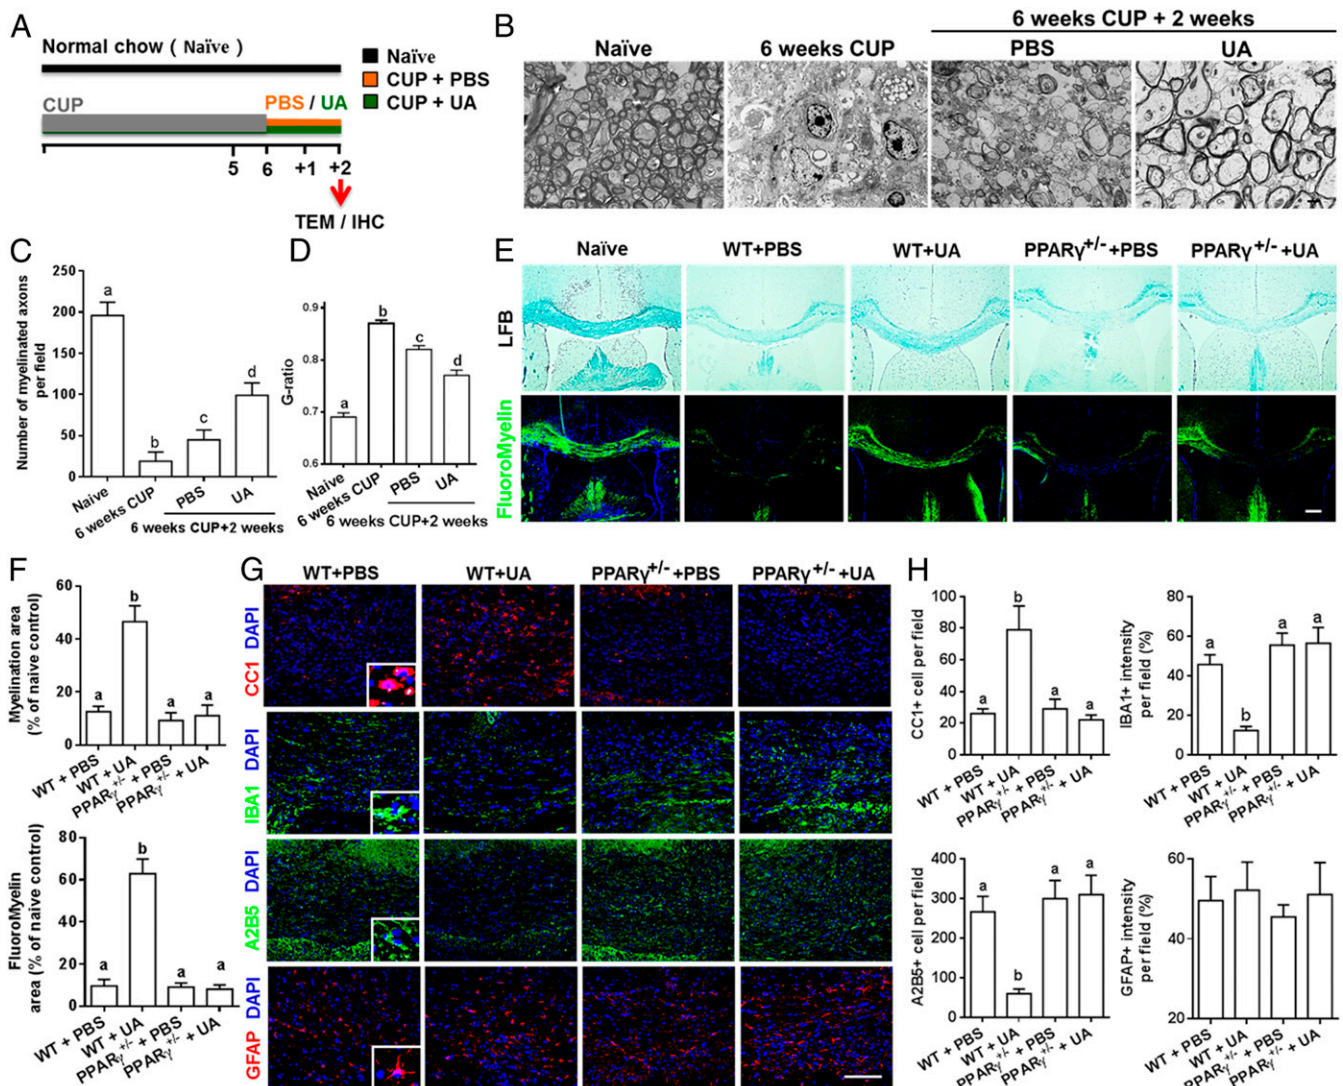 A
Normal chow ( Naïve )
Naïve
CUP + PBS
CUP + UA
CUP
PBS / UA
5 6 +1 +2
TEM / IHC
B
6 weeks CUP + 2 weeks
Naïve 6 weeks CUP PBS UA
C
Number of myelinated axons
per field
250
200
150
100
50
0
a b c d
Naive 6 weeks CUP PBS UA
6 weeks CUP+2 weeks
D
G-ratio
0.9
0.8
0.7
0.6
a b c d
Naïve 6 weeks CUP PBS UA
6 weeks CUP+2 weeks
E
Naïve WT+PBS WT+UA PPARγ+/-+PBS PPARγ+/-+UA
LFB
FluoroMyelin
F
Myelination area
(% of naive control)
60
40
20
0
a b a a
WT + PBS WT + UA PPARγ+/- + PBS PPARγ+/- + UA
FluoroMyelin
area (% of naive control)
80
60
40
20
0
a b a a
WT + PBS WT + UA PPARγ+/- + PBS PPARγ+/- + UA
G
WT+PBS WT+UA PPARγ+/-+PBS PPARγ+/-+UA
CC1 DAPI
IBA1 DAPI
A2B5 DAPI
GFAP DAPI
H
CC1+ cell per field
100
80
60
40
20
0
a b a a
WT + PBS WT + UA PPARγ+/- + PBS PPARγ+/- + UA
IBA1+ intensity
per field (%)
80
60
40
20
0
a b a a
WT + PBS WT + UA PPARγ+/- + PBS PPARγ+/- + UA
A2B5+ cell per field
400
300
200
100
0
a b a a
WT + PBS WT + UA PPARγ+/- + PBS PPARγ+/- + UA
GFAP+ intensity
per field (%)
60
40
20
WT + PBS WT + UA PPARγ+/- + PBS PPARγ+/- + UA